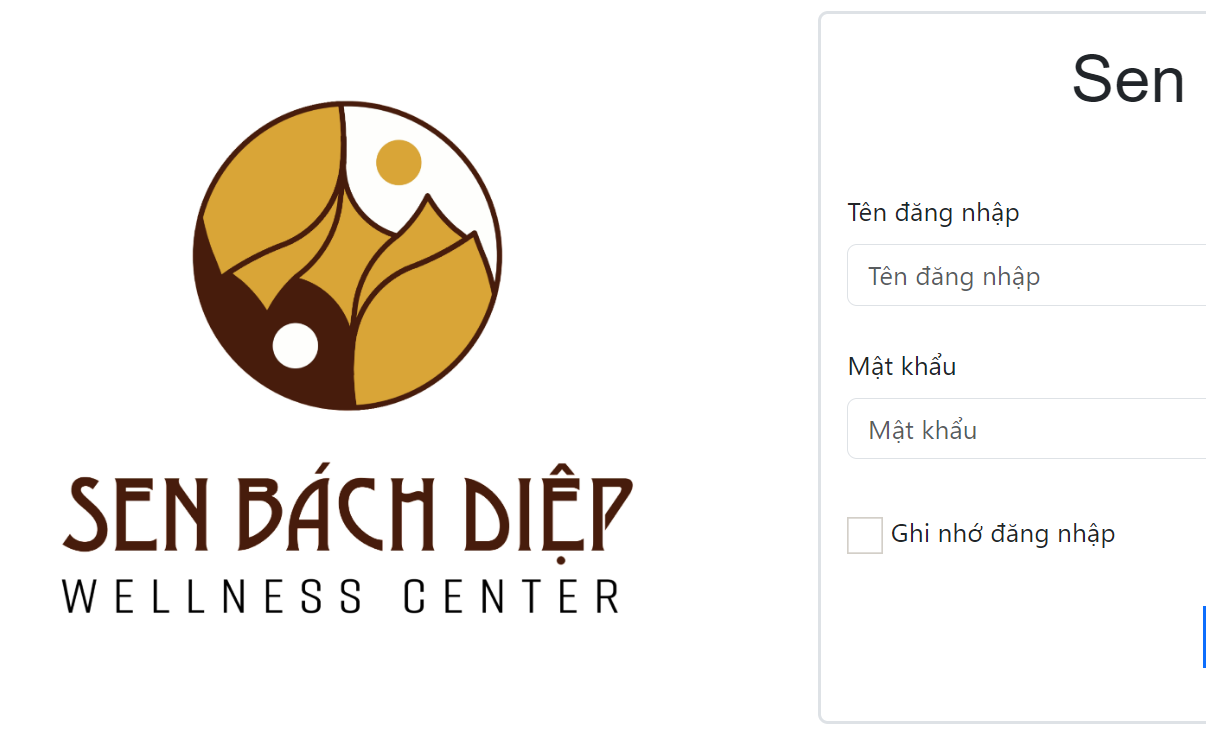 SEN BÁCH DIỆP
WELLNESS CENTER
Sen
Tên đăng nhập
Tên đăng nhập
Mật khẩu
Mật khẩu
Ghi nhớ đăng nhập